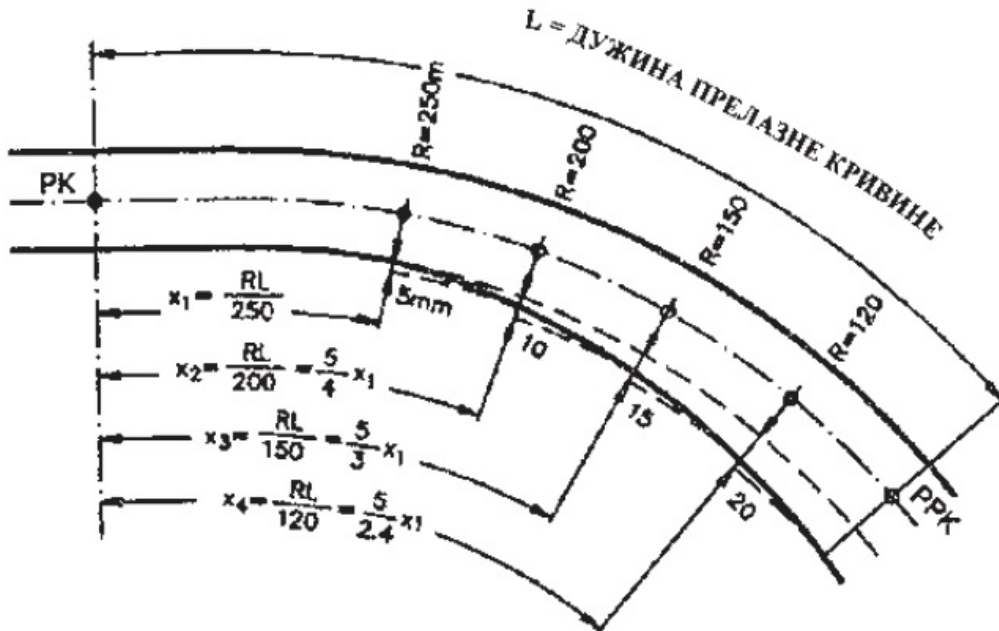 L = ДУЖИНА ПРЕЛАЗНЕ КРИВИНЕ
R=250m
R=200
R=150
R=120
PK
5mm
10
15
20
PPK
x₁= RL/250
x₂= RL/200 = 5/4 x₁
x₃= RL/150 = 5/3 x₁
x₄= RL/120 = 5/2.4 x₁